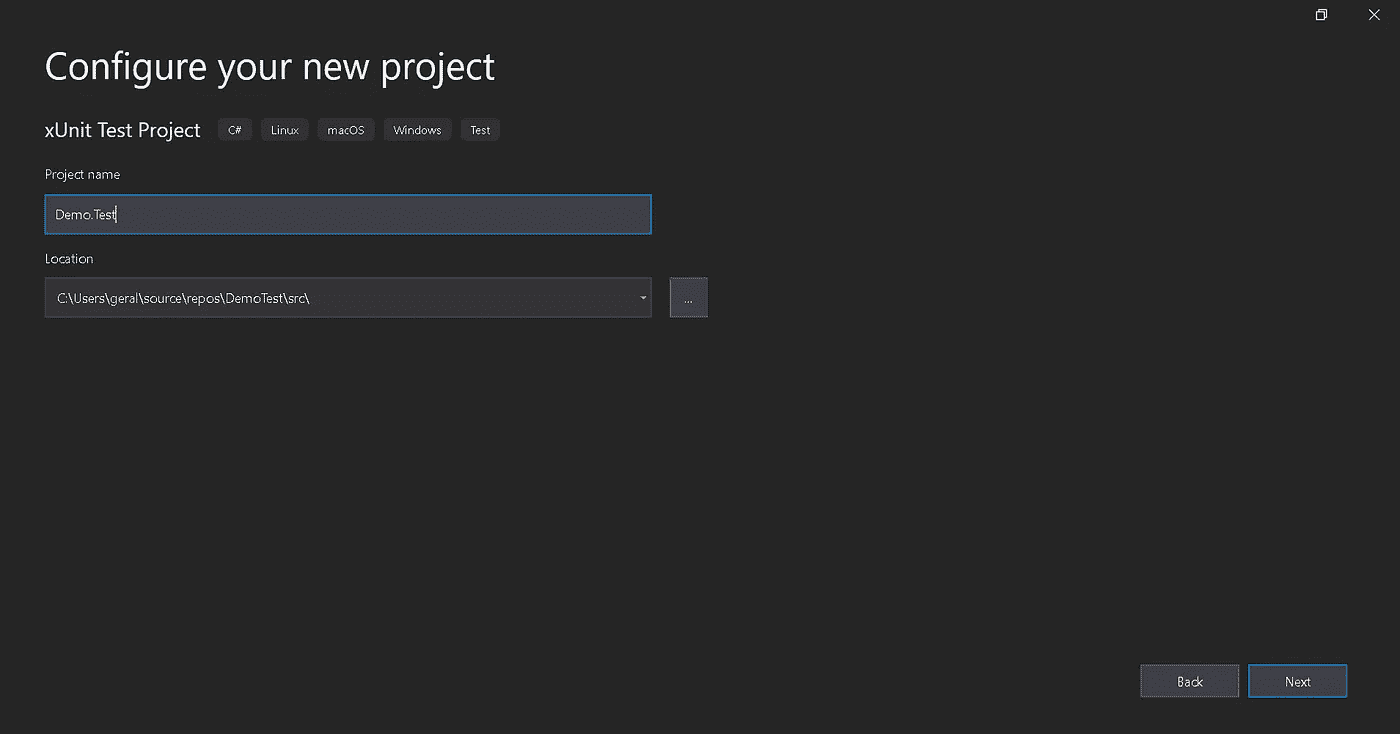 Configure your new project
xUnit Test Project C# Linux macOS Windows Test
Project name
Demo.Test
Location
C:\Users\geral\source\repos\DemoTest\src\
...
Back Next